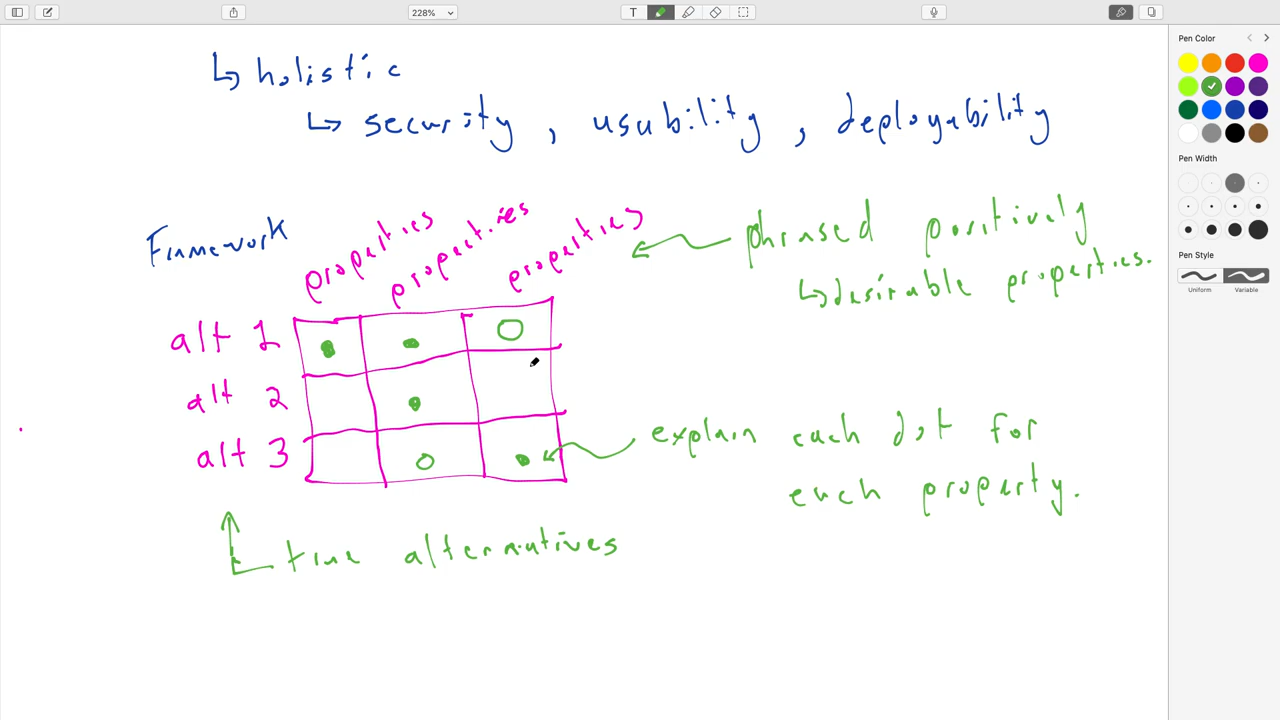 228%
T
Pen Color
↳ holistic
↳ security, usability, deployability
Pen Width
Framework
properties properties properties
phrased positively
↳ desirable properties.
Pen Style
Uniform Variable
alt 1
alt 2
alt 3
explain each dot for
each property.
true alternatives